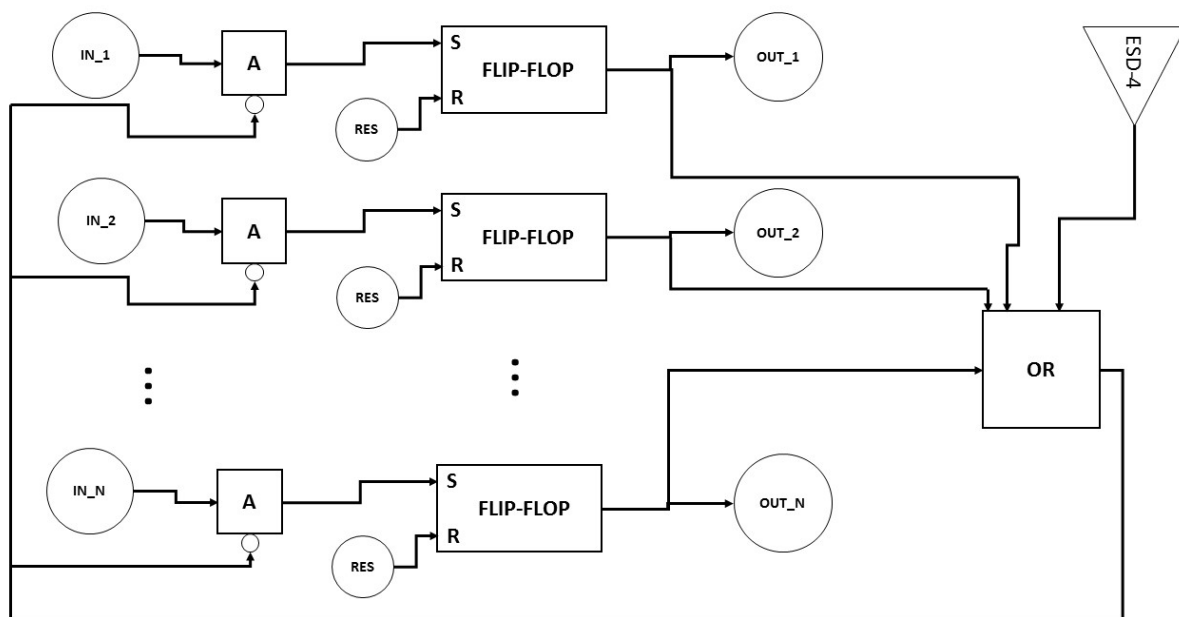 IN_1
A
S
FLIP-FLOP
R
RES
OUT_1
ESD-4
IN_2
A
S
FLIP-FLOP
R
RES
OUT_2
OR
IN_N
A
S
FLIP-FLOP
R
RES
OUT_N